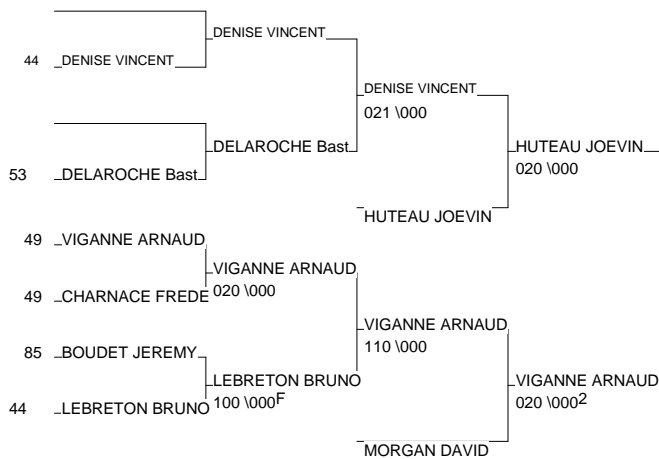 DENISE VINCENT
44 DENISE VINCENT
DENISE VINCENT
021 \000
DELAROCHE Bast
HUTEAU JOEVIN
020 \000
53 DELAROCHE Bast
HUTEAU JOEVIN
49 VIGANNE ARNAUD
VIGANNE ARNAUD
020 \000
49 CHARNACE FREDE
VIGANNE ARNAUD
110 \000
85 BOUDET JEREMY
LEBRETON BRUNO
100 \000F
VIGANNE ARNAUD
020 \0002
44 LEBRETON BRUNO
MORGAN DAVID